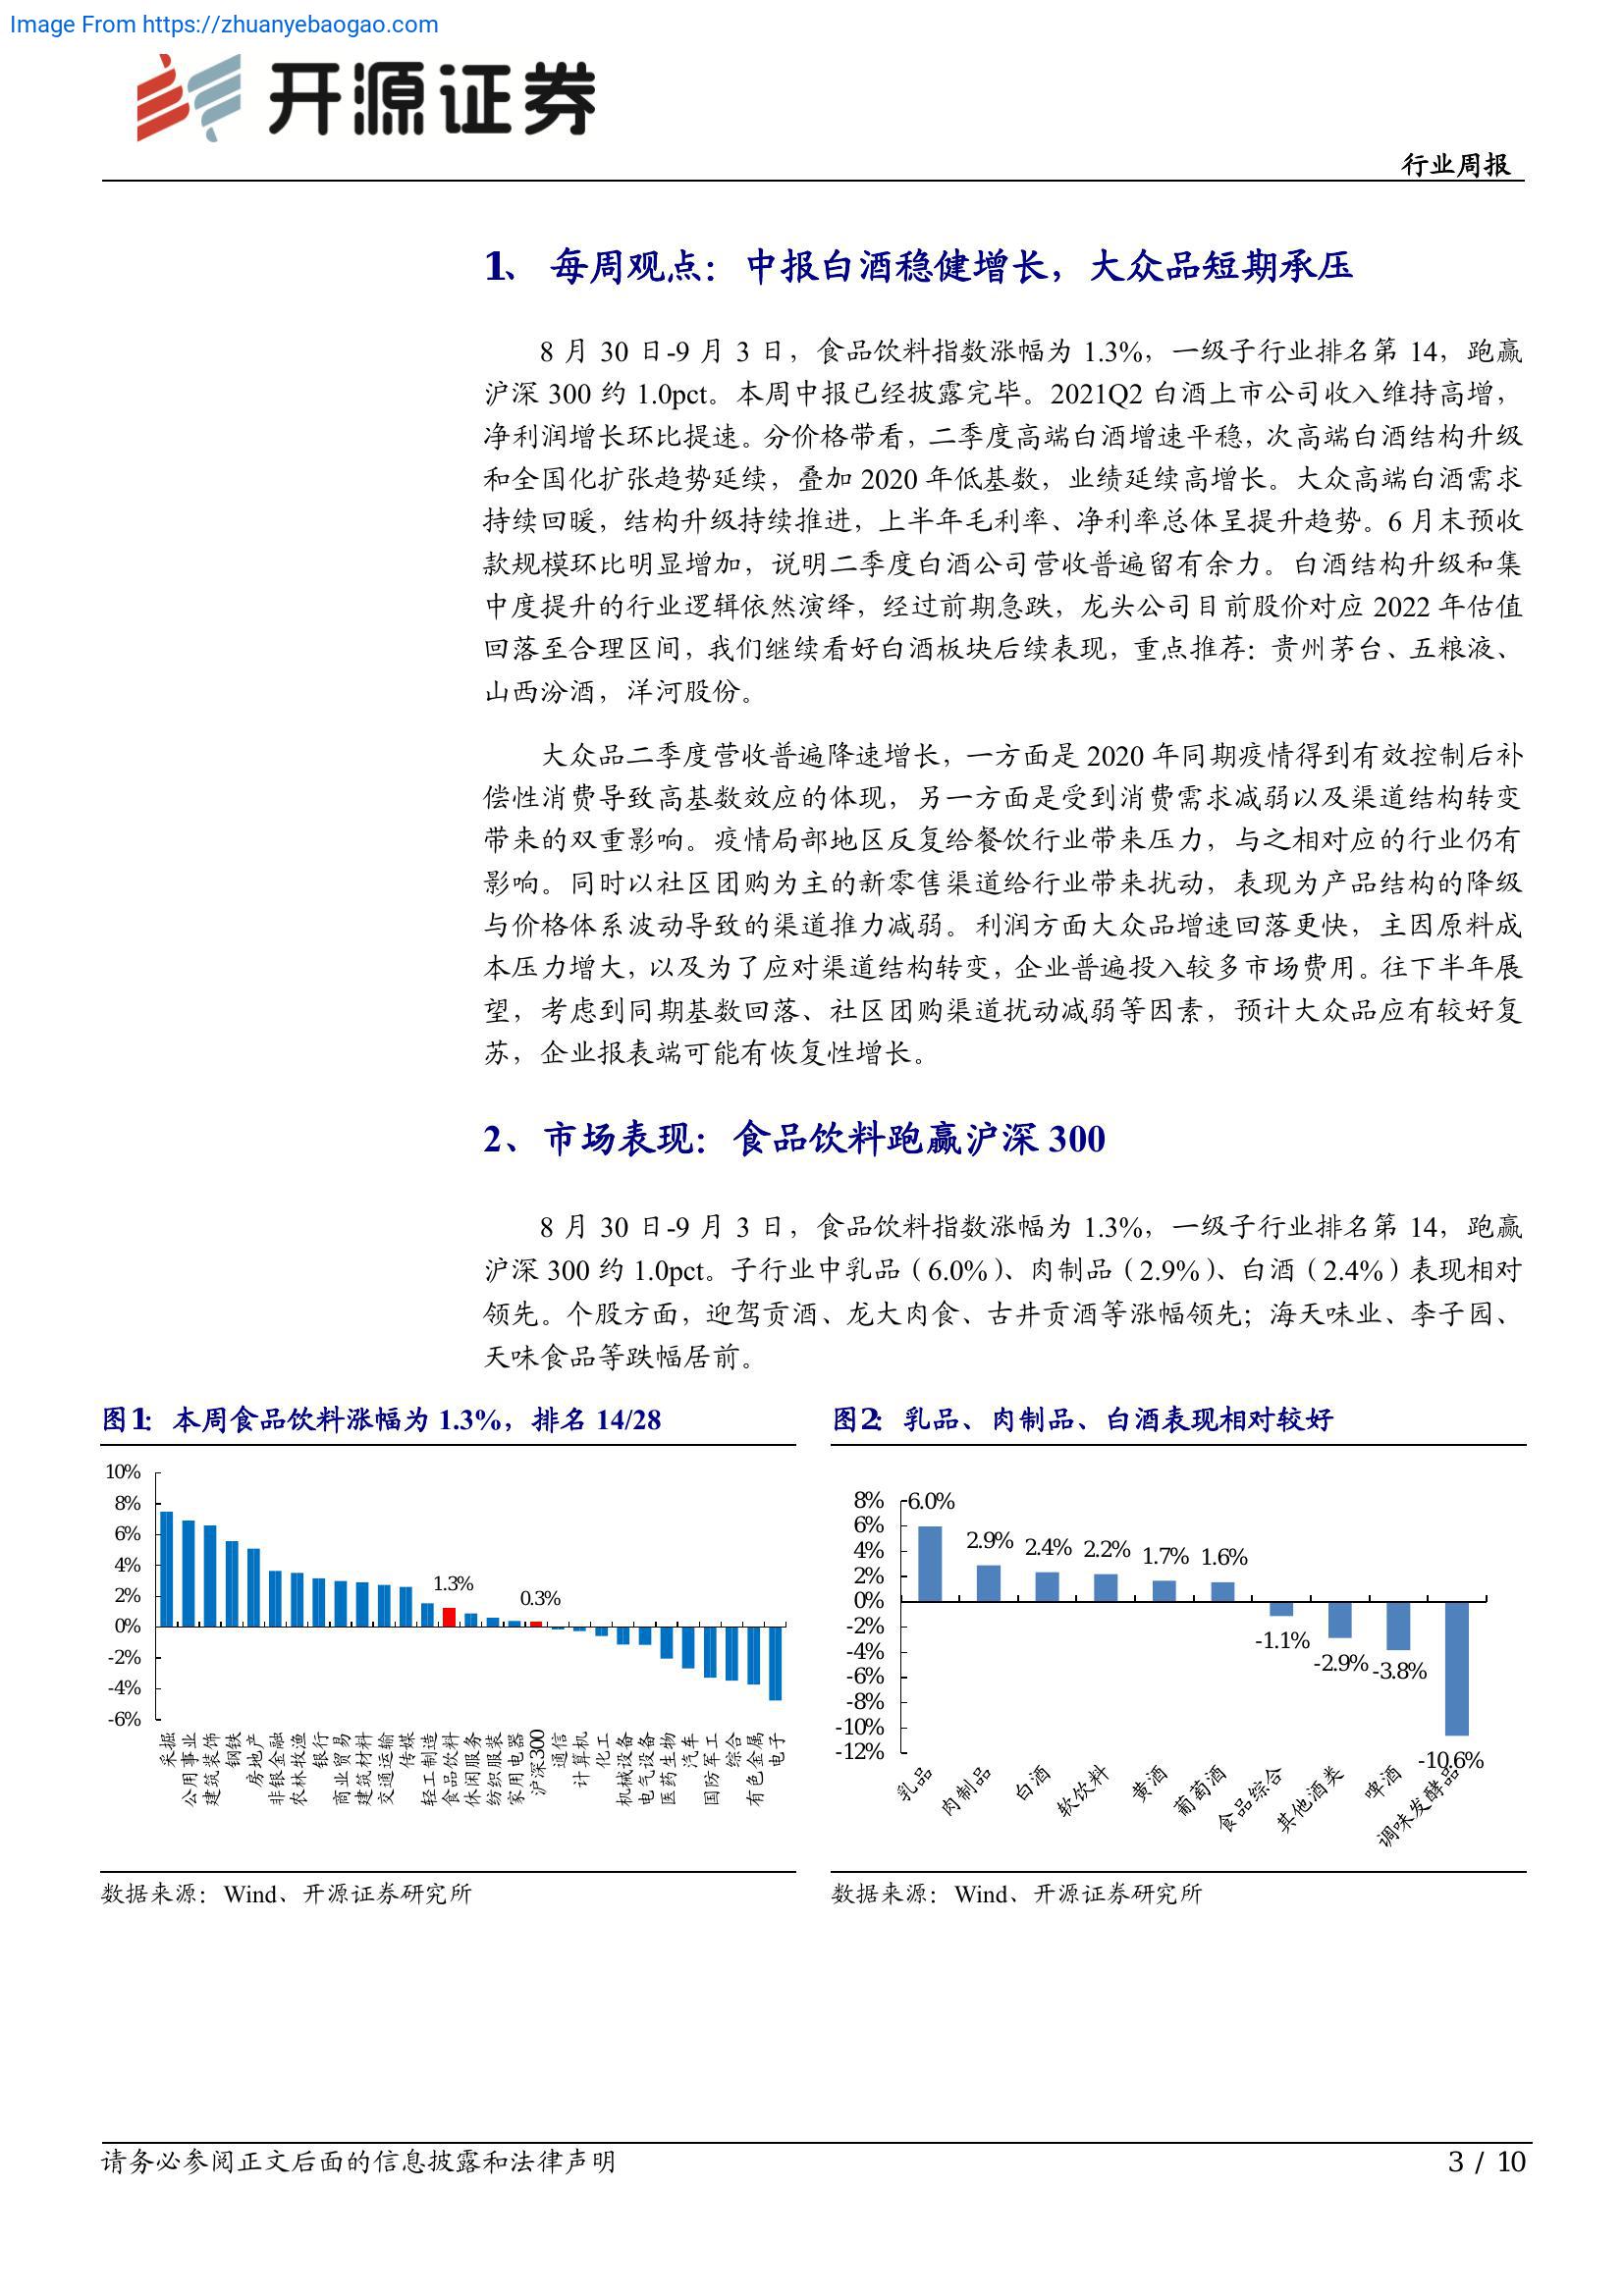 Image From https://zhuanyebaogao.com
开源证券
行业周报
1、 每周观点：中报白酒稳健增长，大众品短期承压
8 月 30 日-9 月 3 日，食品饮料指数涨幅为 1.3%，一级子行业排名第 14，跑赢
沪深 300 约 1.0pct。本周中报已经披露完毕。2021Q2 白酒上市公司收入维持高增，
净利润增长环比提速。分价格带看，二季度高端白酒增速平稳，次高端白酒结构升级
和全国化扩张趋势延续，叠加 2020 年低基数，业绩延续高增长。大众高端白酒需求
持续回暖，结构升级持续推进，上半年毛利率、净利率总体呈提升趋势。6 月末预收
款规模环比明显增加，说明二季度白酒公司营收普遍留有余力。白酒结构升级和集
中度提升的行业逻辑依然演绎，经过前期急跌，龙头公司目前股价对应 2022 年估值
回落至合理区间，我们继续看好白酒板块后续表现，重点推荐：贵州茅台、五粮液、
山西汾酒，洋河股份。
大众品二季度营收普遍降速增长，一方面是 2020 年同期疫情得到有效控制后补
偿性消费导致高基数效应的体现，另一方面是受到消费需求减弱以及渠道结构转变
带来的双重影响。疫情局部地区反复给餐饮行业带来压力，与之相对应的行业仍有
影响。同时以社区团购为主的新零售渠道给行业带来扰动，表现为产品结构的降级
与价格体系波动导致的渠道推力减弱。利润方面大众品增速回落更快，主因原料成
本压力增大，以及为了应对渠道结构转变，企业普遍投入较多市场费用。往下半年展
望，考虑到同期基数回落、社区团购渠道扰动减弱等因素，预计大众品应有较好复
苏，企业报表端可能有恢复性增长。
2、市场表现：食品饮料跑赢沪深 300
8 月 30 日-9 月 3 日，食品饮料指数涨幅为 1.3%，一级子行业排名第 14，跑赢
沪深 300 约 1.0pct。子行业中乳品（6.0%）、肉制品（2.9%）、白酒（2.4%）表现相对
领先。个股方面，迎驾贡酒、龙大肉食、古井贡酒等涨幅领先；海天味业、李子园、
天味食品等跌幅居前。
图1：本周食品饮料涨幅为 1.3%，排名 14/28
10%
8%
6%
4%
2%
0%
-2%
-4%
-6%
1.3%
0.3%
采掘
公用事业
建筑装饰
钢铁
房地产
非银金融
农林牧渔
银行
商业贸易
建筑材料
交通运输
传媒
轻工制造
食品饮料
休闲服务
纺织服装
家用电器
沪深300
通信
计算机
化工
机械设备
电气设备
医药生物
汽车
国防军工
综合
有色金属
电子
数据来源：Wind、开源证券研究所
图2：乳品、肉制品、白酒表现相对较好
8%
6%
4%
2%
0%
-2%
-4%
-6%
-8%
-10%
-12%
6.0%
2.9%
2.4%
2.2%
1.7%
1.6%
-1.1%
-2.9%
-3.8%
-10.6%
乳品
肉制品
白酒
软饮料
黄酒
葡萄酒
食品综合
其他酒类
啤酒
调味发酵品
数据来源：Wind、开源证券研究所
请务必参阅正文后面的信息披露和法律声明
3 / 10